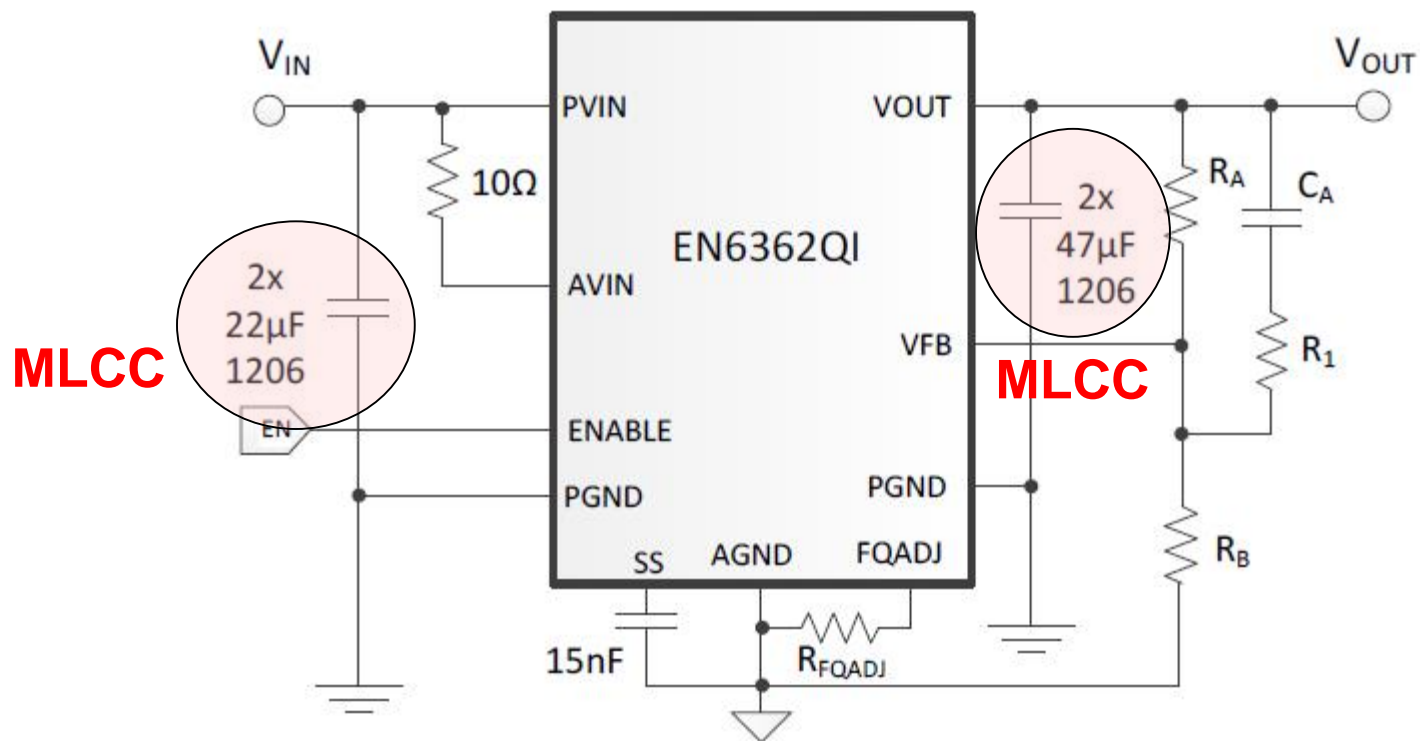 V_IN
V_OUT
PVIN
VOUT
10Ω
R_A
C_A
2x
47µF
1206
EN6362QI
2x
22µF
1206
AVIN
VFB
R_1
MLCC
MLCC
EN
ENABLE
PGND
PGND
SS
AGND
FQADJ
R_B
15nF
R_FQADJ